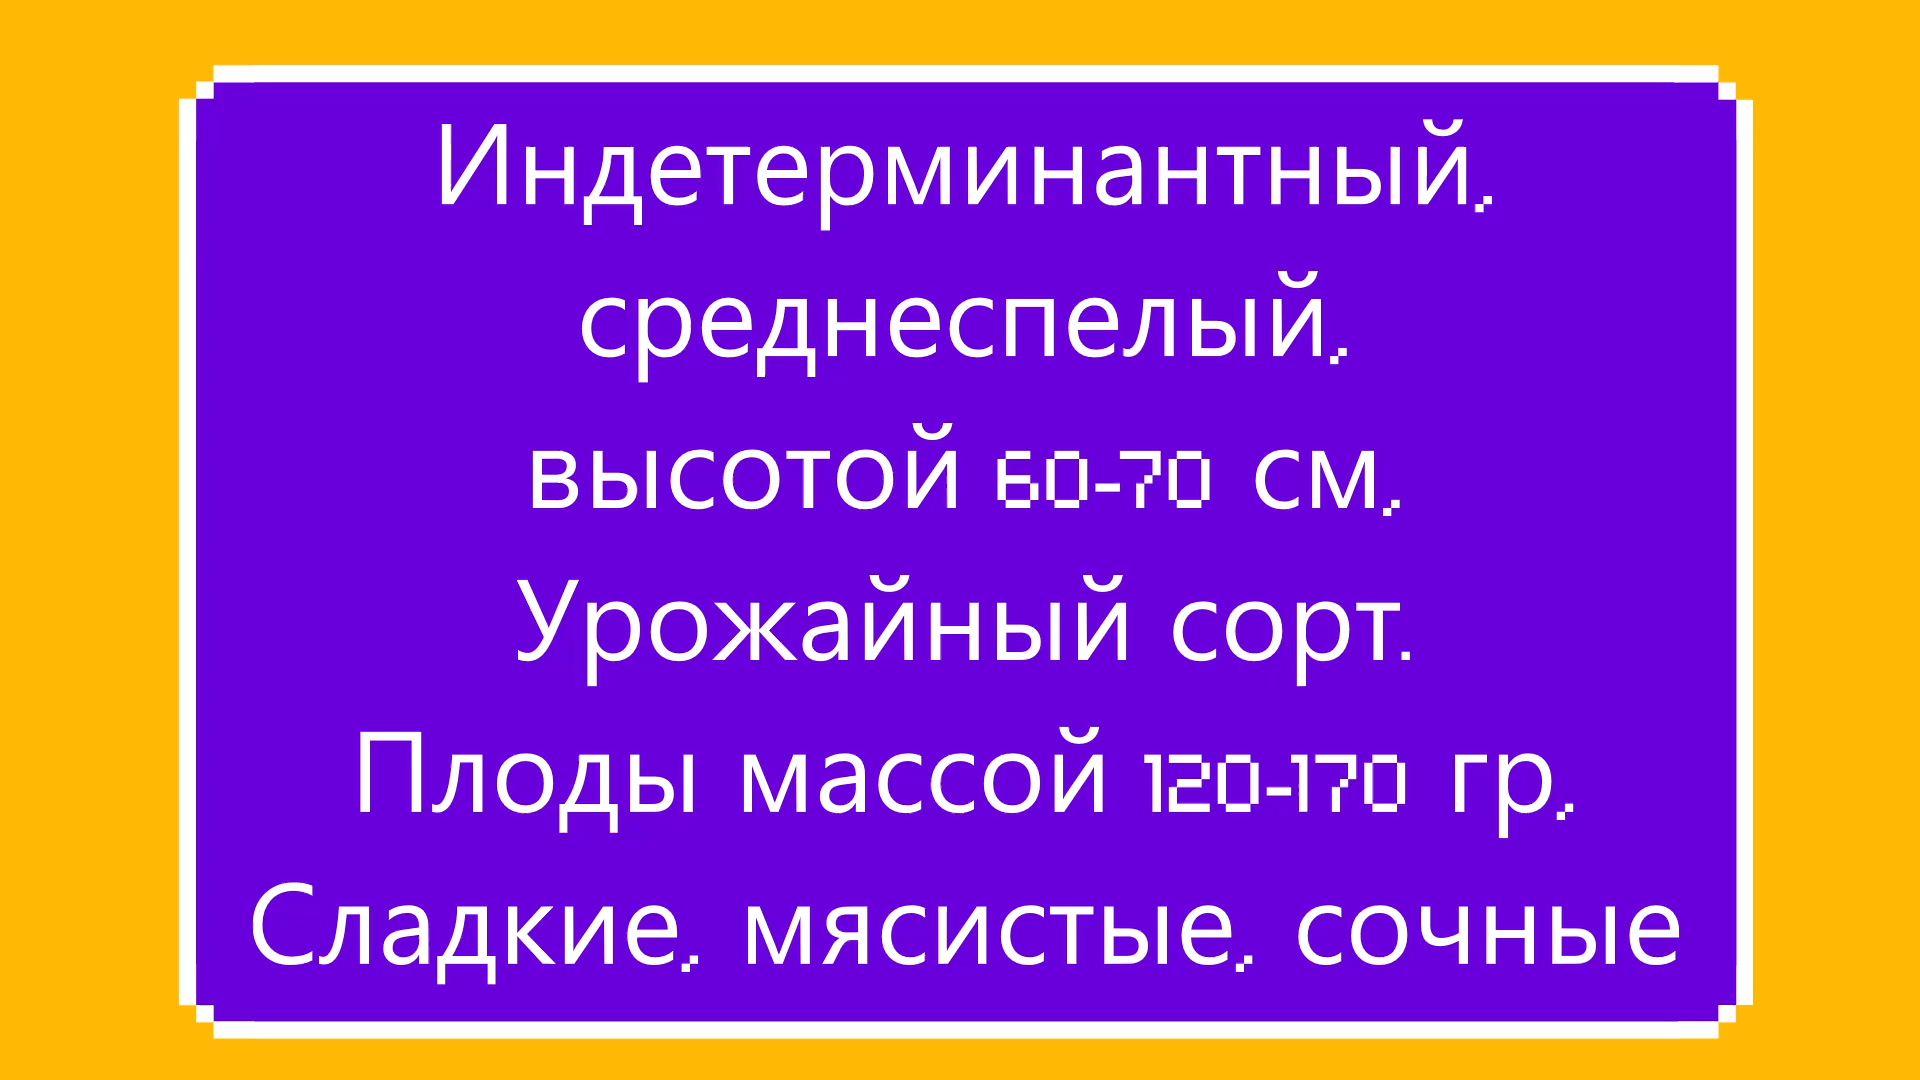 Индетерминантный,
среднеспелый,
высотой 60-70 см,
Урожайный сорт.
Плоды массой 120-170 гр,
Сладкие, мясистые, сочные